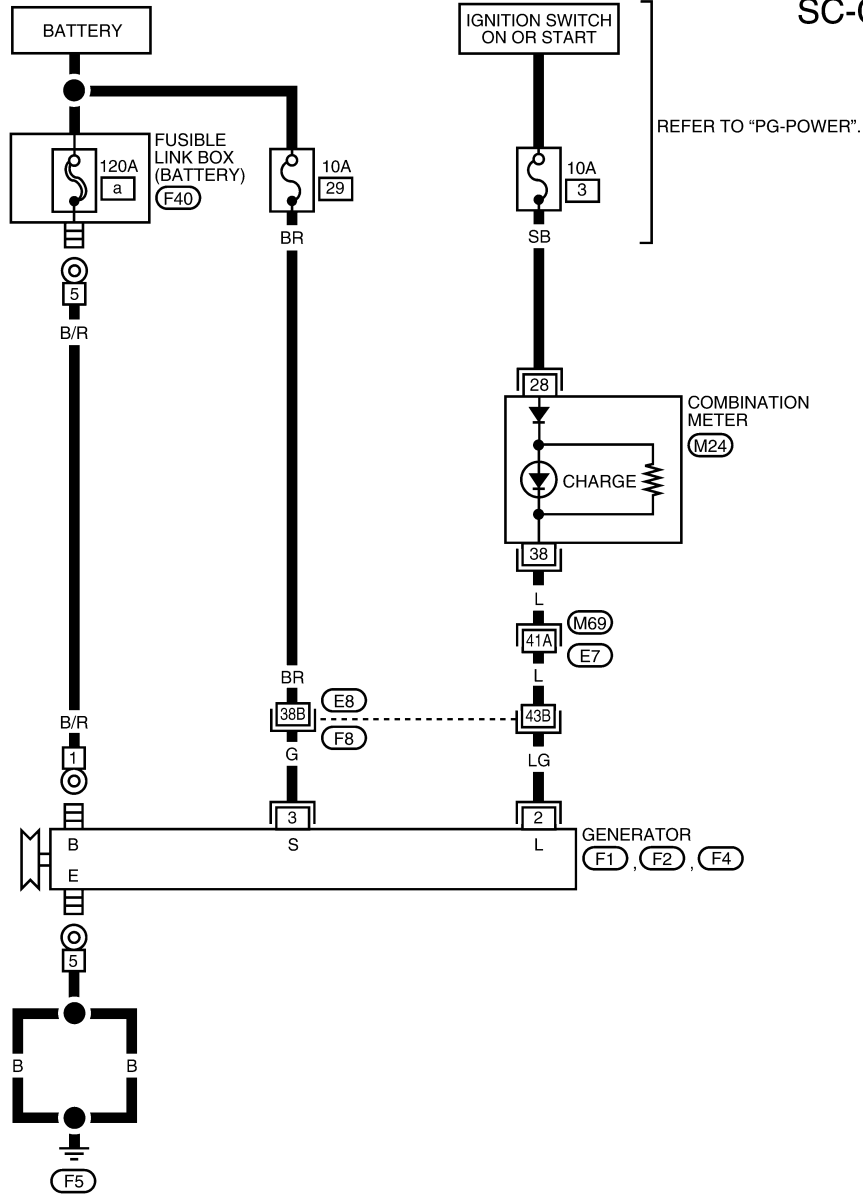 SC-
BATTERY
IGNITION SWITCH
ON OR START
REFER TO “PG-POWER”.
FUSIBLE
LINK BOX
(BATTERY)
F40
120A
a
10A
29
10A
3
BR
SB
5
B/R
28
COMBINATION
METER
M24
CHARGE
38
L
M69
41A
E7
L
BR
E8
38B
43B
F8
B/R
G
LG
1
3
2
B
S
L
E
GENERATOR
F1 , F2 , F4
5
B
B
F5